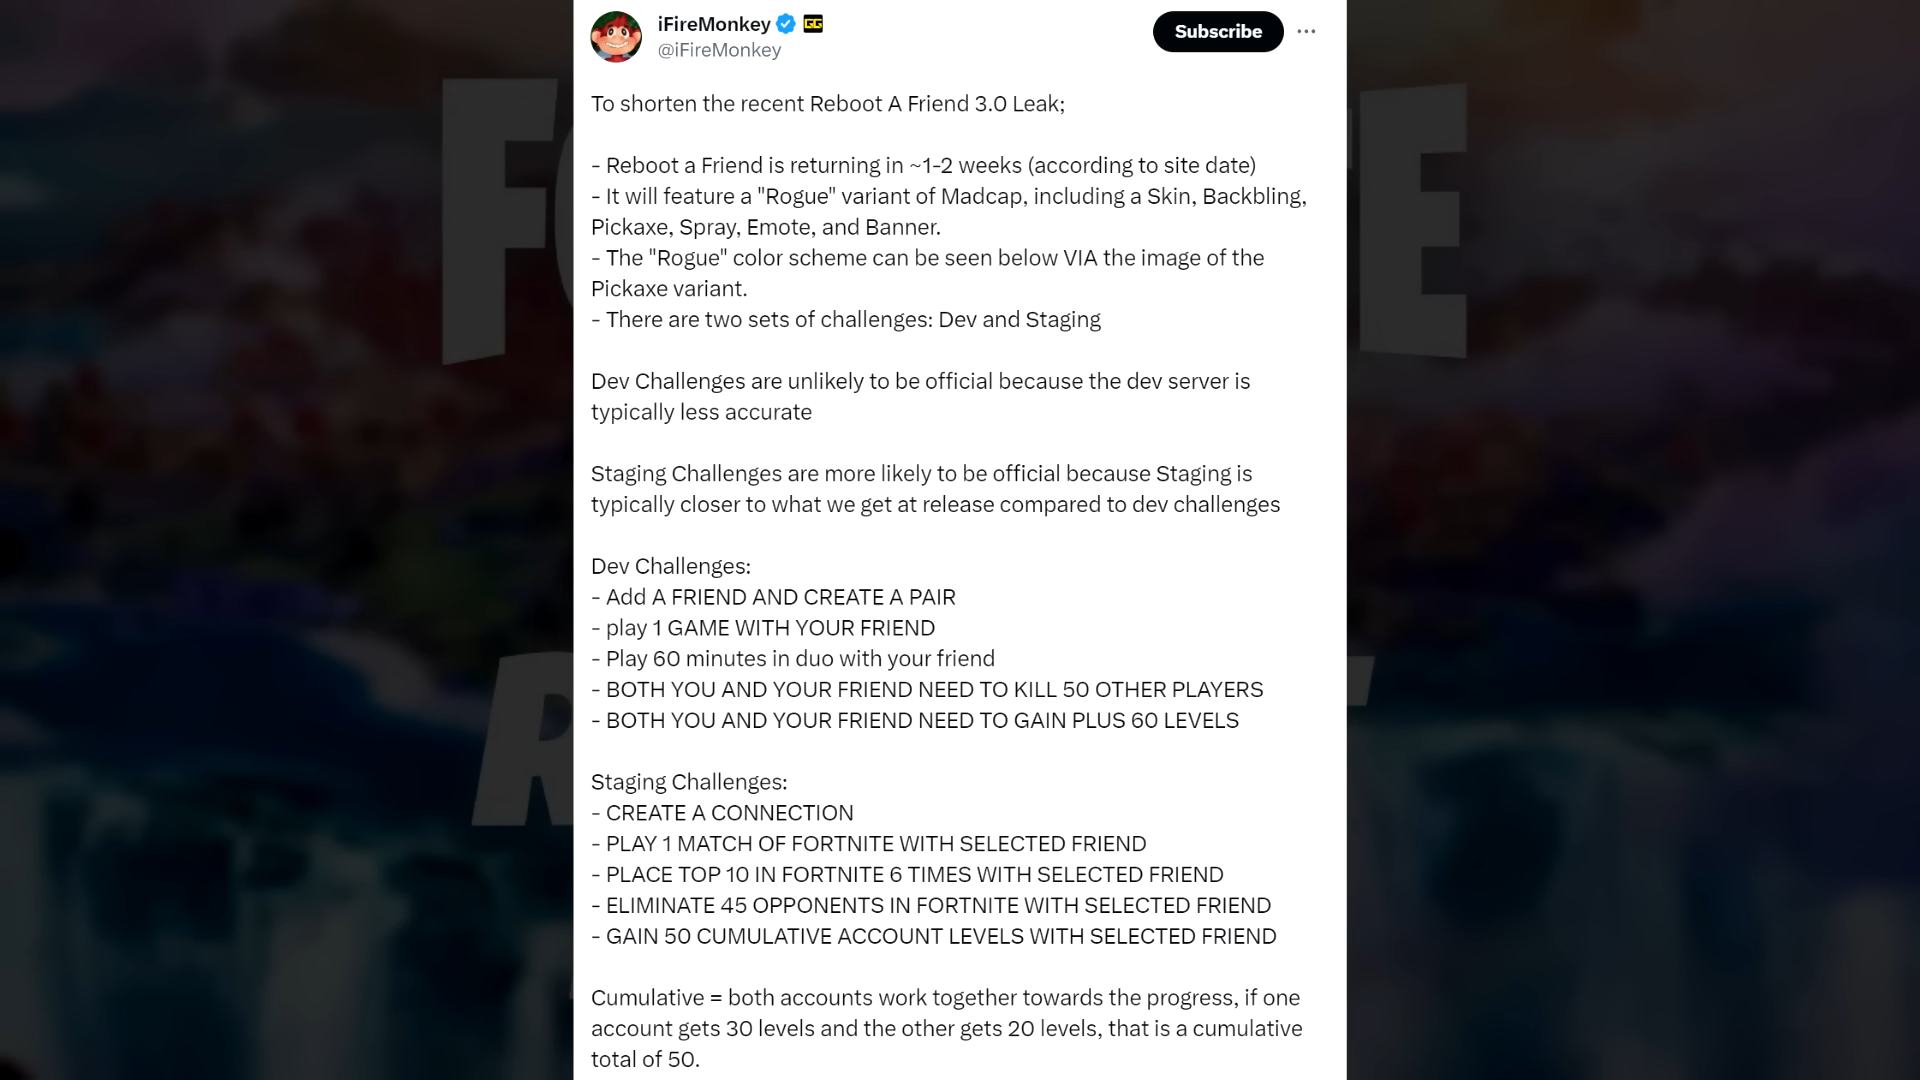 iFireMonkey GG
@iFireMonkey
Subscribe
To shorten the recent Reboot A Friend 3.0 Leak;
- Reboot a Friend is returning in ~1-2 weeks (according to site date)
- It will feature a "Rogue" variant of Madcap, including a Skin, Backbling,
Pickaxe, Spray, Emote, and Banner.
- The "Rogue" color scheme can be seen below VIA the image of the
Pickaxe variant.
- There are two sets of challenges: Dev and Staging
Dev Challenges are unlikely to be official because the dev server is
typically less accurate
Staging Challenges are more likely to be official because Staging is
typically closer to what we get at release compared to dev challenges
Dev Challenges:
- Add A FRIEND AND CREATE A PAIR
- play 1 GAME WITH YOUR FRIEND
- Play 60 minutes in duo with your friend
- BOTH YOU AND YOUR FRIEND NEED TO KILL 50 OTHER PLAYERS
- BOTH YOU AND YOUR FRIEND NEED TO GAIN PLUS 60 LEVELS
Staging Challenges:
- CREATE A CONNECTION
- PLAY 1 MATCH OF FORTNITE WITH SELECTED FRIEND
- PLACE TOP 10 IN FORTNITE 6 TIMES WITH SELECTED FRIEND
- ELIMINATE 45 OPPONENTS IN FORTNITE WITH SELECTED FRIEND
- GAIN 50 CUMULATIVE ACCOUNT LEVELS WITH SELECTED FRIEND
Cumulative = both accounts work together towards the progress, if one
account gets 30 levels and the other gets 20 levels, that is a cumulative
total of 50.